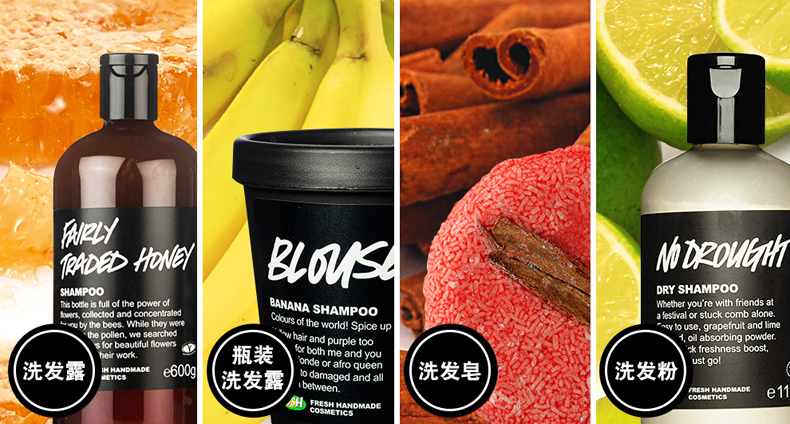 FAIRLY
TRADED HONEY
SHAMPOO
This bottle is full of the power of
flowers, collected and concentrated
you by the bees. While they were
the pollen, we searched
for beautiful flowers
their work.
FRESH HANDMADE
COSMETICS
e600g
洗发露
BLOUSE
BANANA SHAMPOO
Colours of the world! Spice up
hair and purple too
for both me and you
londe or afro queen
to damaged and all
between.
FRESH HANDMADE
COSMETICS
瓶装
洗发露
洗发皂
NO DROUGHT
DRY SHAMPOO
Whether you're with friends at
a festival or stuck comb alone.
Easy to use, grapefruit and lime
oil absorbing powder.
freshness boost,
just go!
FRESH HANDMADE
COSMETICS
e11
洗发粉